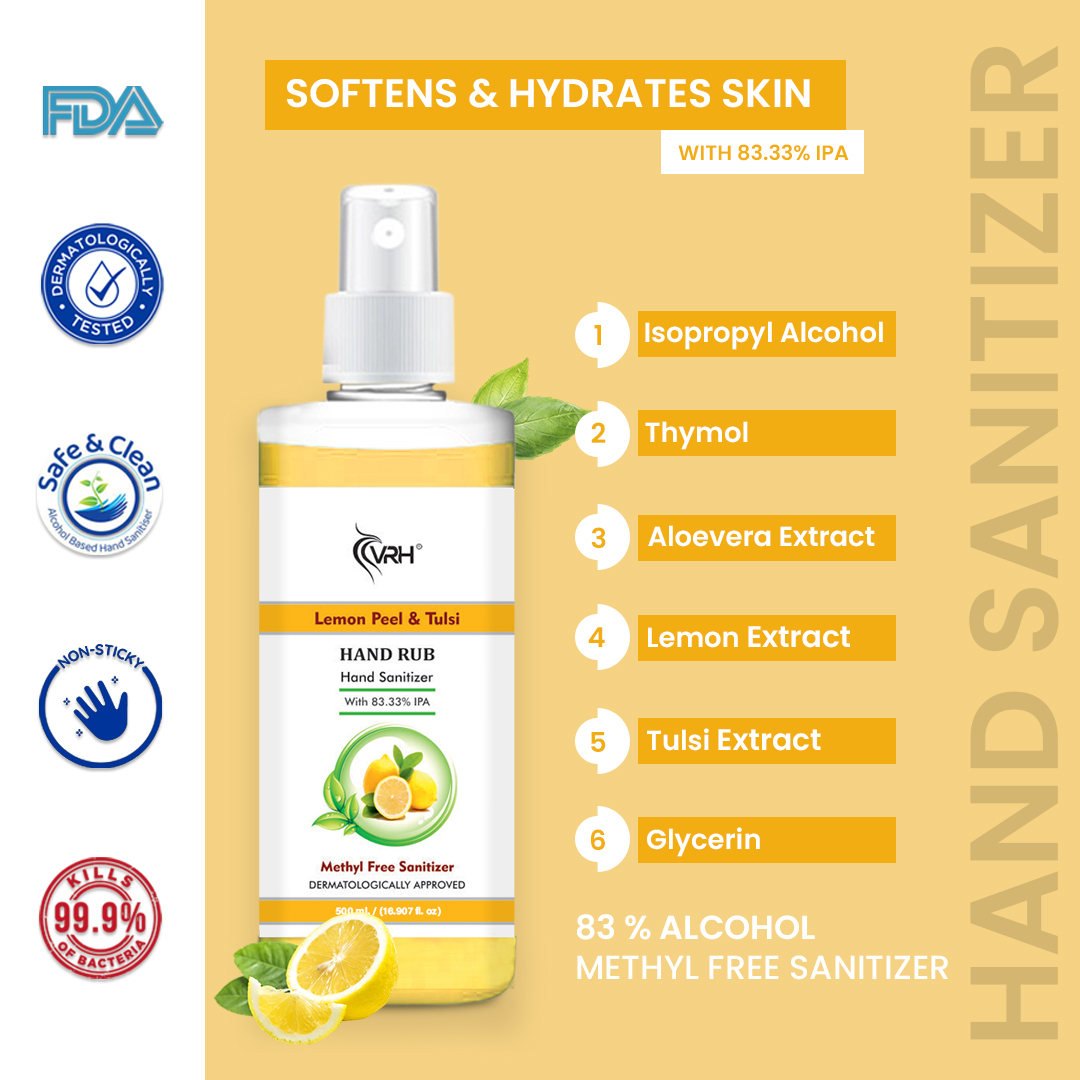 FDA
DERMATOLOGICALLY
TESTED
Safe & Clean
Alcohol Based Hand Sanitiser
NON-STICKY
KILLS
99.9%
OF BACTERIA
SOFTENS & HYDRATES SKIN
WITH 83.33% IPA
VRH
Lemon Peel & Tulsi
HAND RUB
Hand Sanitizer
With 83.33% IPA
Methyl Free Sanitizer
DERMATOLOGICALLY APPROVED
500 ml. / (16.907 fl. oz)
1 Isopropyl Alcohol
2 Thymol
3 Aloevera Extract
4 Lemon Extract
5 Tulsi Extract
6 Glycerin
83 % ALCOHOL
METHYL FREE SANITIZER
HAND SANITIZER